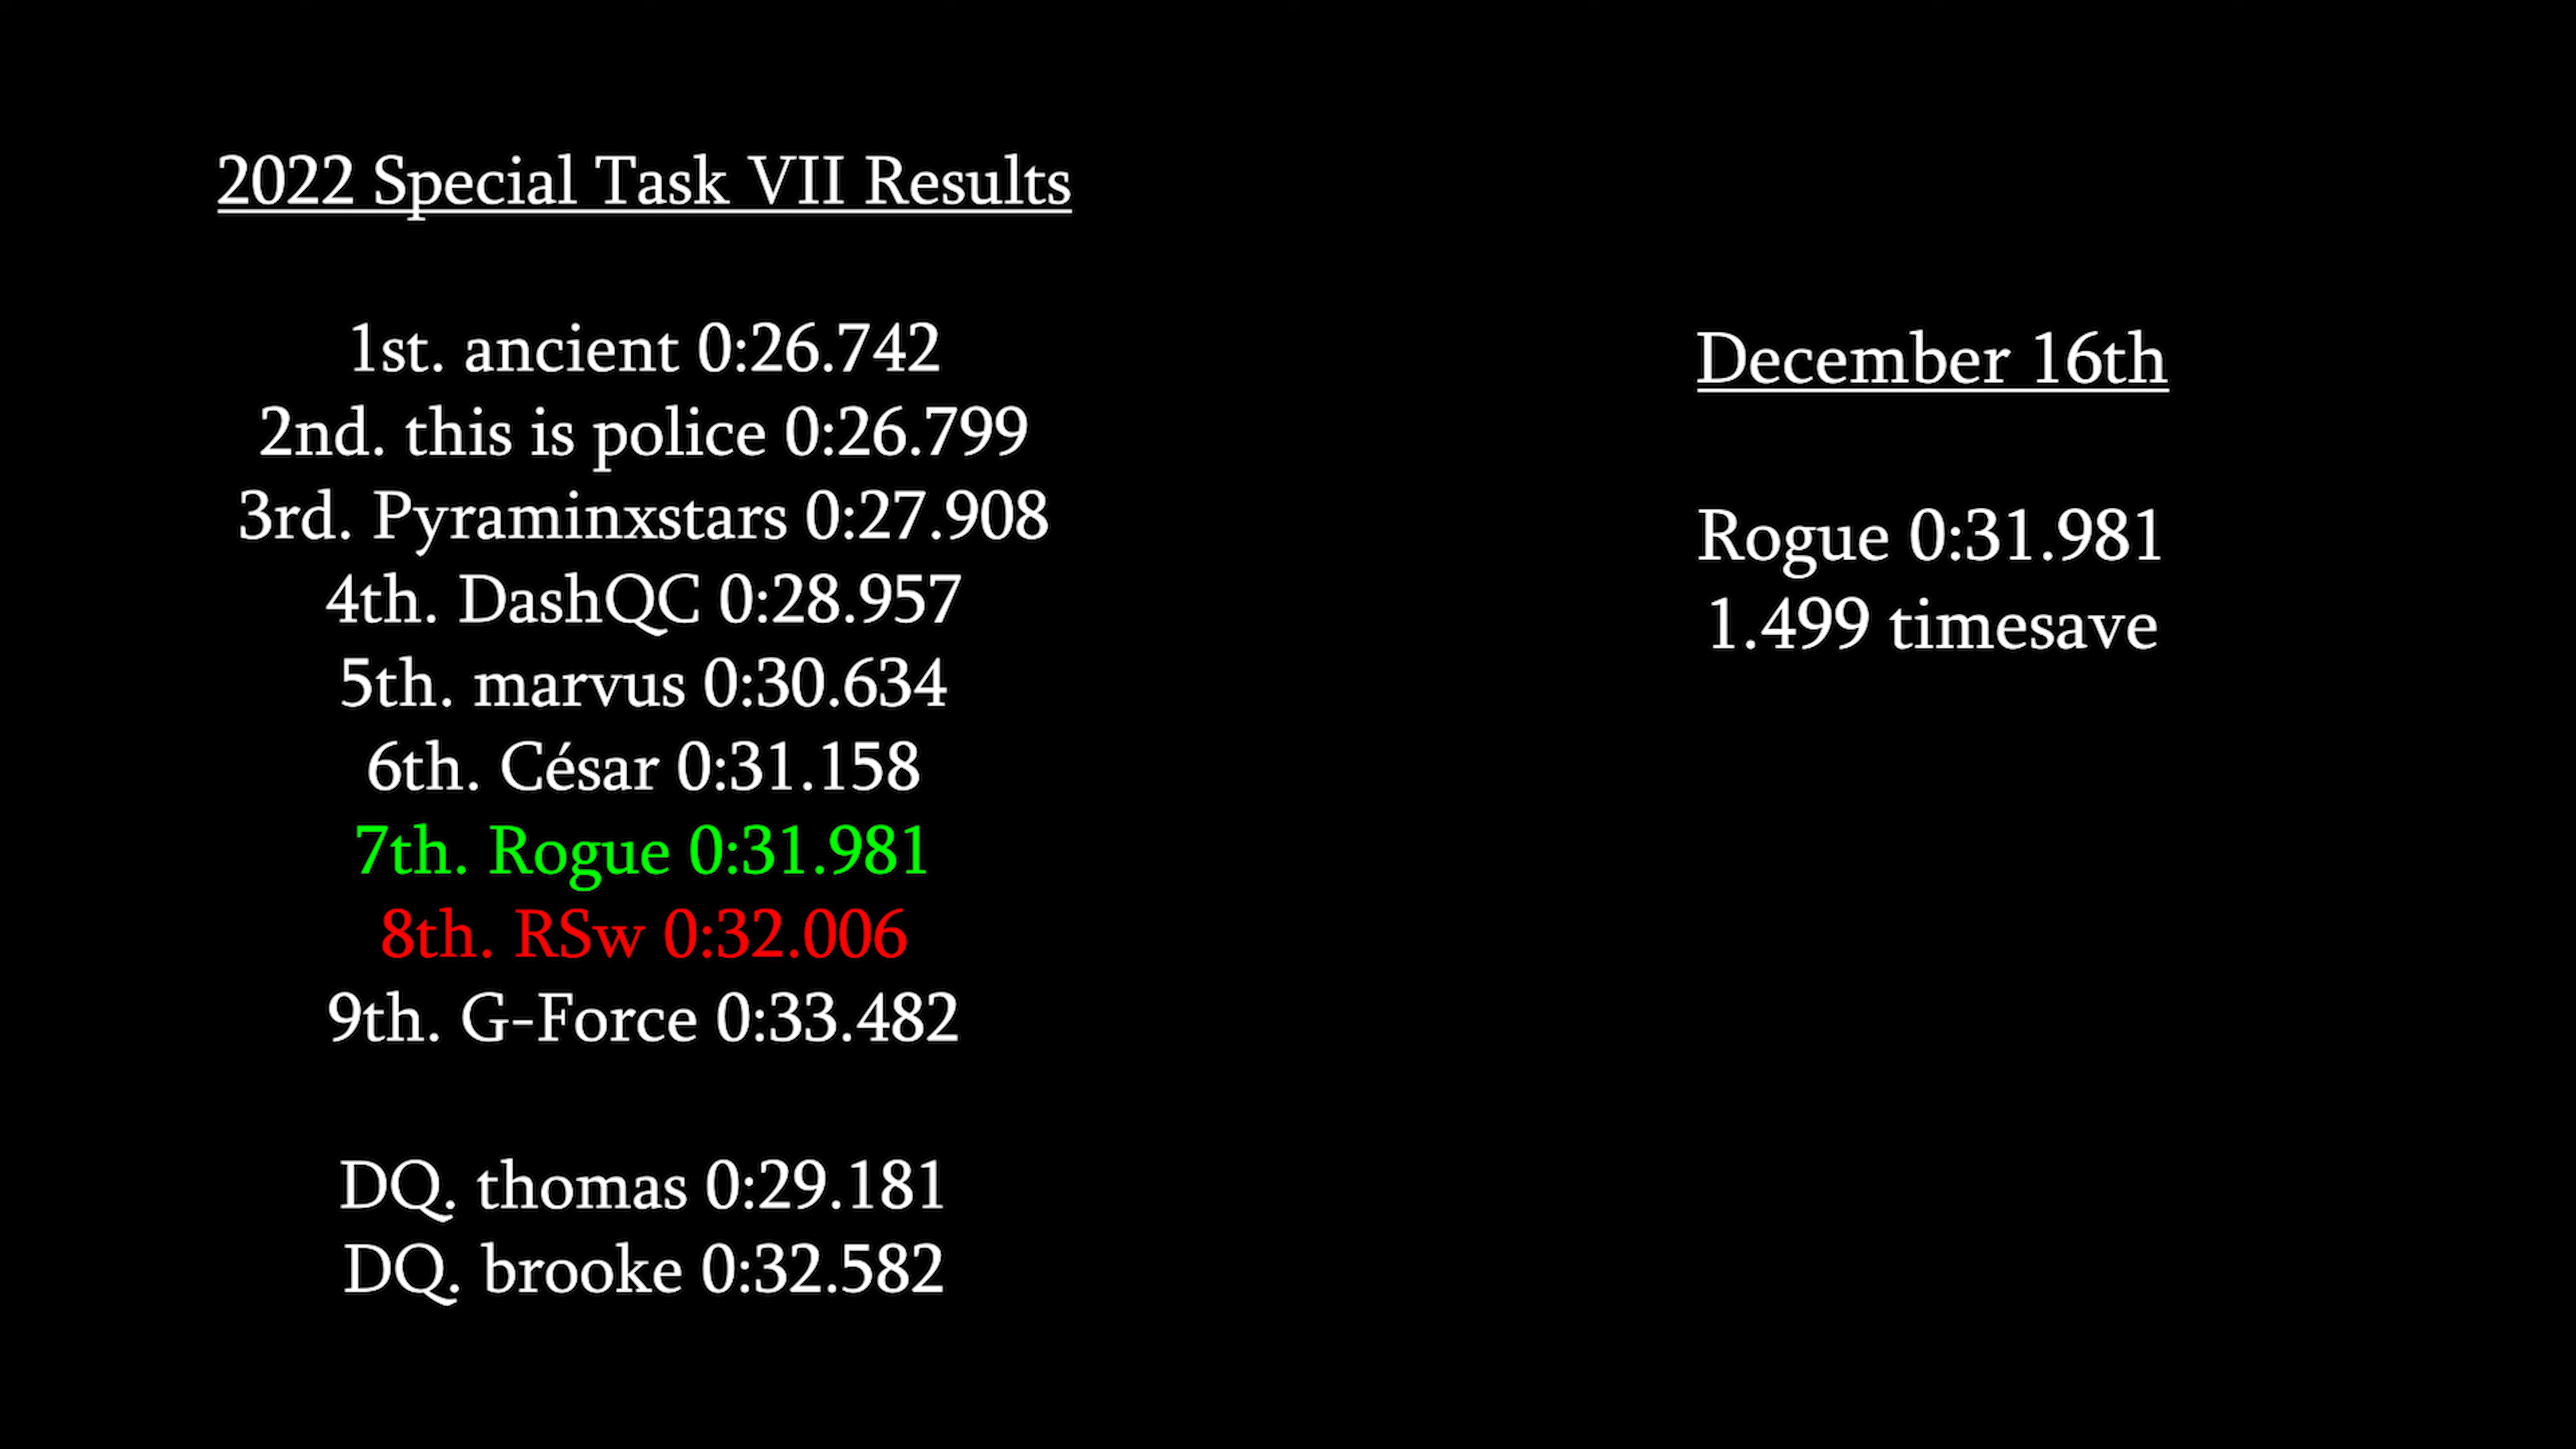 2022 Special Task VII Results
1st. ancient 0:26.742
2nd. this is police 0:26.799
3rd. Pyraminxstars 0:27.908
4th. DashQC 0:28.957
5th. marvus 0:30.634
6th. César 0:31.158
7th. Rogue 0:31.981
8th. RSw 0:32.006
9th. G-Force 0:33.482
DQ. thomas 0:29.181
DQ. brooke 0:32.582
December 16th
Rogue 0:31.981
1.499 timesave